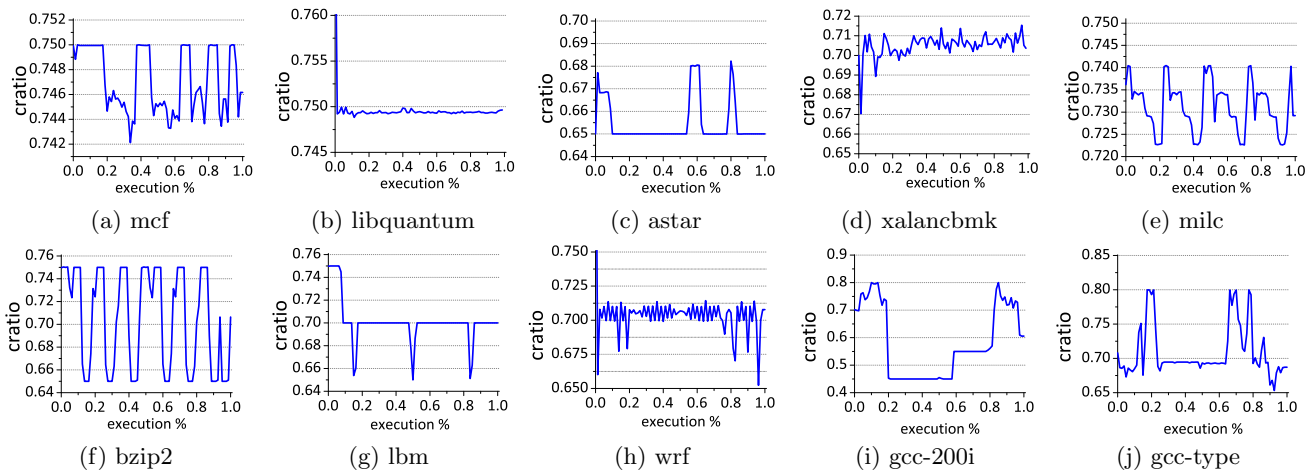 0.752
0.750
0.748
0.746
0.744
0.742
cratio
0.0 0.2 0.4 0.6 0.8 1.0
execution %
(a) mcf
0.760
0.755
0.750
0.745
cratio
0.0 0.2 0.4 0.6 0.8 1.0
execution %
(b) libquantum
0.70
0.69
0.68
0.67
0.66
0.65
0.64
cratio
0.0 0.2 0.4 0.6 0.8 1.0
execution %
(c) astar
0.72
0.71
0.70
0.69
0.68
0.67
0.66
0.65
cratio
0.0 0.2 0.4 0.6 0.8 1.0
execution %
(d) xalancbmk
0.750
0.745
0.740
0.735
0.730
0.725
0.720
cratio
0.0 0.2 0.4 0.6 0.8 1.0
execution %
(e) milc
0.76
0.74
0.72
0.70
0.68
0.66
0.64
cratio
0.0 0.2 0.4 0.6 0.8 1.0
execution %
(f) bzip2
0.76
0.74
0.72
0.70
0.68
0.66
0.64
cratio
0.0 0.2 0.4 0.6 0.8 1.0
execution %
(g) lbm
0.750
0.725
0.700
0.675
0.650
cratio
0.0 0.2 0.4 0.6 0.8 1.0
execution %
(h) wrf
0.9
0.8
0.7
0.6
0.5
0.4
cratio
0.0 0.2 0.4 0.6 0.8 1.0
execution %
(i) gcc-200i
0.85
0.80
0.75
0.70
0.65
cratio
0.0 0.2 0.4 0.6 0.8 1.0
execution %
(j) gcc-type